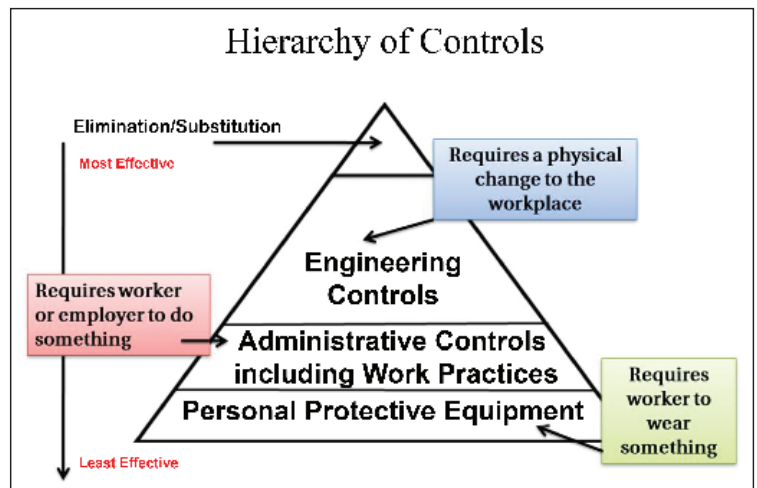 Hierarchy of Controls
Elimination/Substitution
Most Effective
Requires a physical
change to the
workplace
Engineering
Controls
Requires worker
or employer to do
something
Administrative Controls
including Work Practices
Personal Protective Equipment
Requires
worker to
wear
something
Least Effective